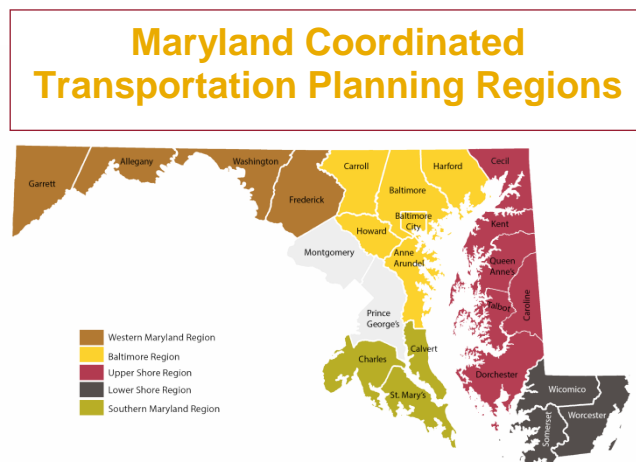 Maryland Coordinated
Transportation Planning Regions
Garrett
Allegany
Washington
Frederick
Carroll
Baltimore
Harford
Cecil
Baltimore
City
Howard
Kent
Montgomery
Anne
Arundel
Queen
Anne's
Talbot
Caroline
Prince
George's
Calvert
Charles
St. Mary's
Dorchester
Wicomico
Somerset
Worcester
Western Maryland Region
Baltimore Region
Upper Shore Region
Lower Shore Region
Southern Maryland Region